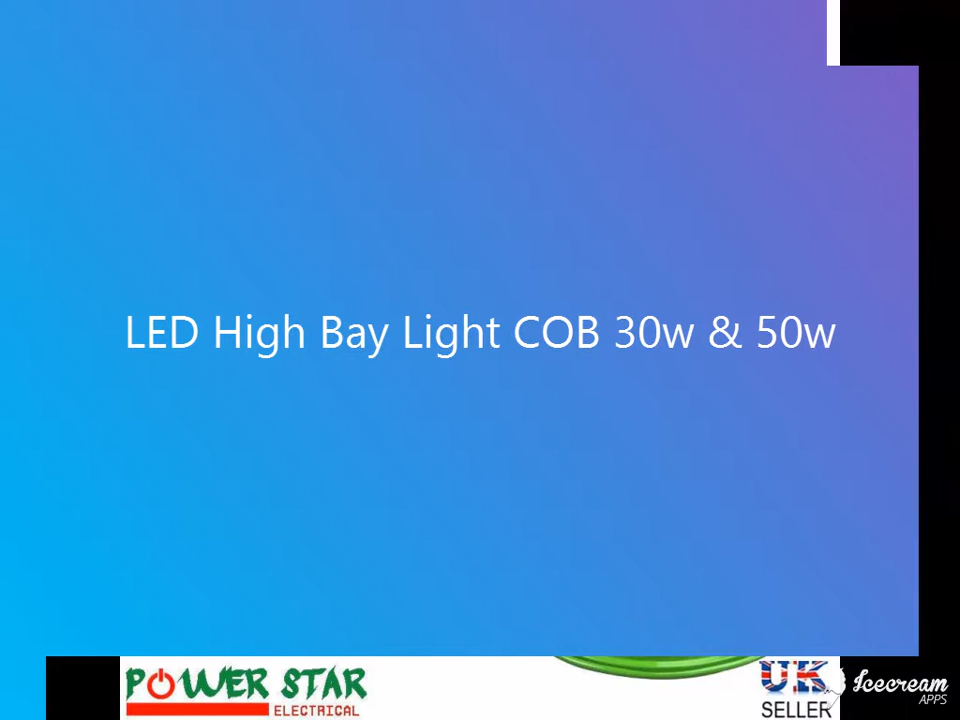 LED High Bay Light COB 30w & 50w
POWER STAR
ELECTRICAL
UK
SELLER
Icecream
APPS